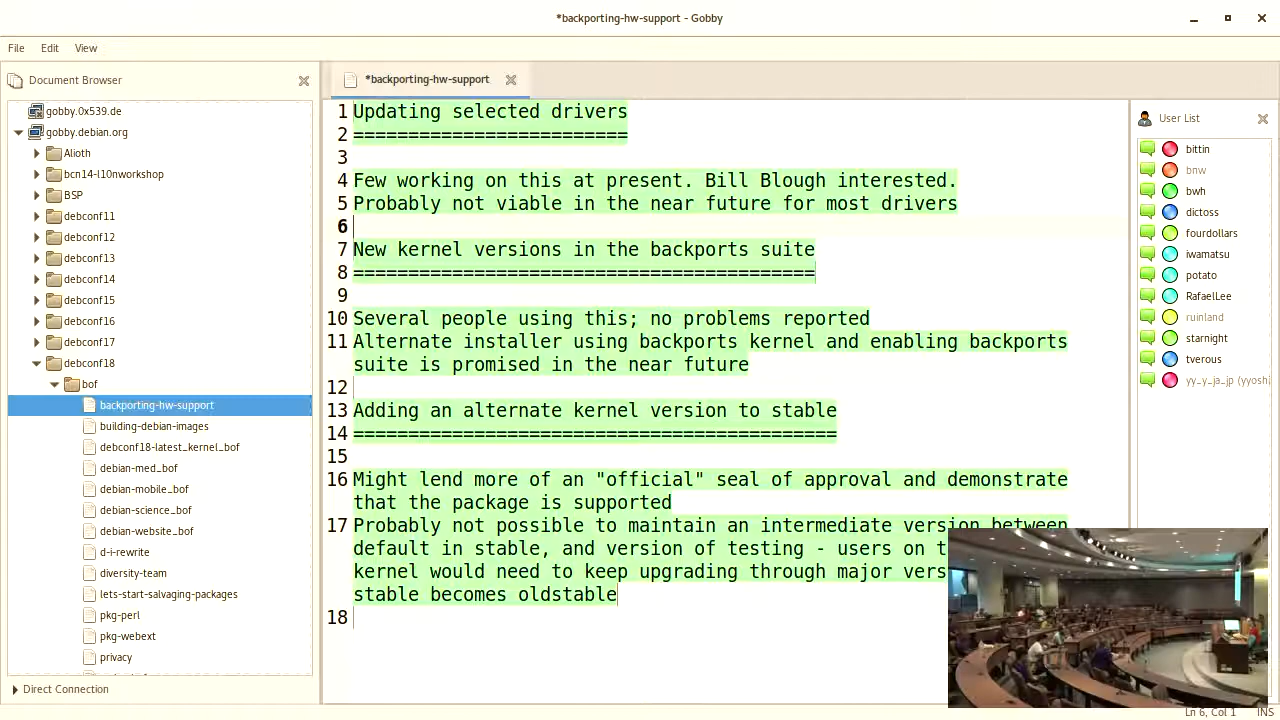 *backporting-hw-support - Gobby
File Edit View
Document Browser
gobby.0x539.de
gobby.debian.org
Alioth
bcn14-l10nworkshop
BSP
debconf11
debconf12
debconf13
debconf14
debconf15
debconf16
debconf17
debconf18
bof
backporting-hw-support
building-debian-images
debconf18-latest_kernel_bof
debian-med_bof
debian-mobile_bof
debian-science_bof
debian-website_bof
d-i-rewrite
diversity-team
lets-start-salvaging-packages
pkg-perl
pkg-webext
privacy
Direct Connection
*backporting-hw-support
1 Updating selected drivers
2 =========================
3
4 Few working on this at present. Bill Blough interested.
5 Probably not viable in the near future for most drivers
6
7 New kernel versions in the backports suite
8 ==========================================
9
10 Several people using this; no problems reported
11 Alternate installer using backports kernel and enabling backports
suite is promised in the near future
12
13 Adding an alternate kernel version to stable
14 ============================================
15
16 Might lend more of an "official" seal of approval and demonstrate
that the package is supported
17 Probably not possible to maintain an intermediate version between
default in stable, and version of testing - users on t
kernel would need to keep upgrading through major vers
stable becomes oldstable
18
User List
bittin
bnw
bwh
dictoss
fourdollars
iwamatsu
potato
RafaelLee
ruinland
starnight
tverous
yy_y_ja_jp (yyoshi
Ln 6, Col 1 INS